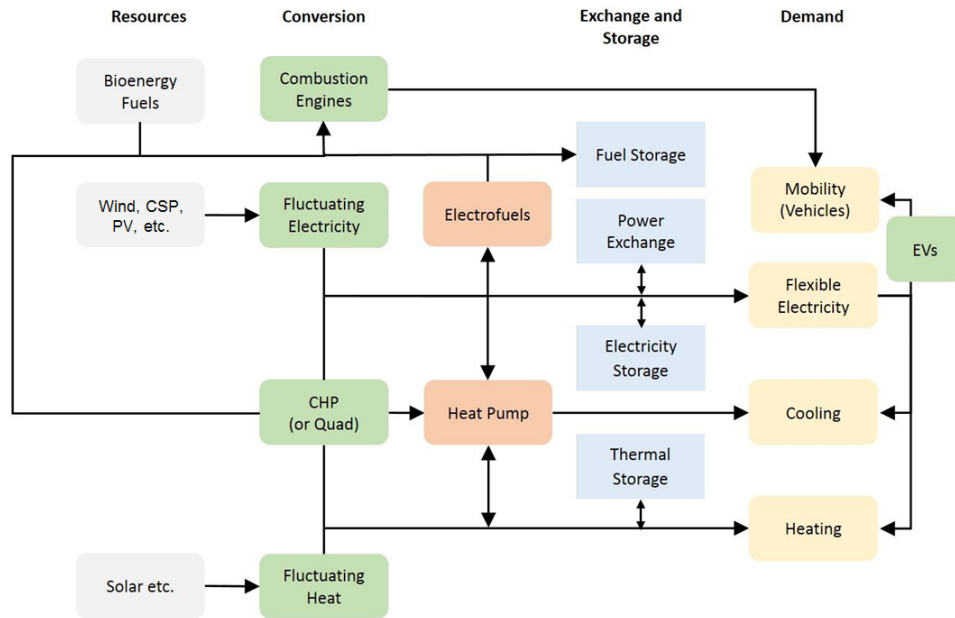 Resources
Conversion
Exchange and
Storage
Demand
Bioenergy
Fuels
Combustion
Engines
Fuel Storage
Mobility
(Vehicles)
Wind, CSP,
PV, etc.
Fluctuating
Electricity
Electrofuels
Power
Exchange
EVs
Flexible
Electricity
Electricity
Storage
CHP
(or Quad)
Heat Pump
Cooling
Thermal
Storage
Heating
Solar etc.
Fluctuating
Heat